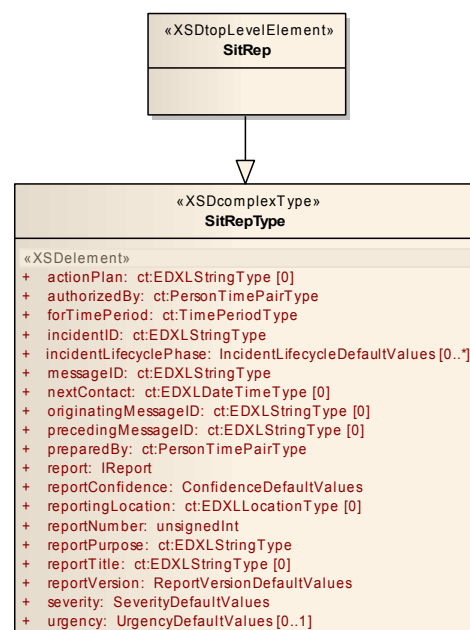 «XSDtopLevelElement»
SitRep
«XSDcomplexType»
SitRepType
«XSDelement»
+ actionPlan: ct:EDXLStringType [0]
+ authorizedBy: ct:PersonTimePairType
+ forTimePeriod: ct:TimePeriodType
+ incidentID: ct:EDXLStringType
+ incidentLifecyclePhase: IncidentLifecycleDefaultValues [0..*]
+ messageID: ct:EDXLStringType
+ nextContact: ct:EDXLDateTimeType [0]
+ originatingMessageID: ct:EDXLStringType [0]
+ precedingMessageID: ct:EDXLStringType [0]
+ preparedBy: ct:PersonTimePairType
+ report: IReport
+ reportConfidence: ConfidenceDefaultValues
+ reportingLocation: ct:EDXLLocationType [0]
+ reportNumber: unsignedInt
+ reportPurpose: ct:EDXLStringType
+ reportTitle: ct:EDXLStringType [0]
+ reportVersion: ReportVersionDefaultValues
+ severity: SeverityDefaultValues
+ urgency: UrgencyDefaultValues [0..1]